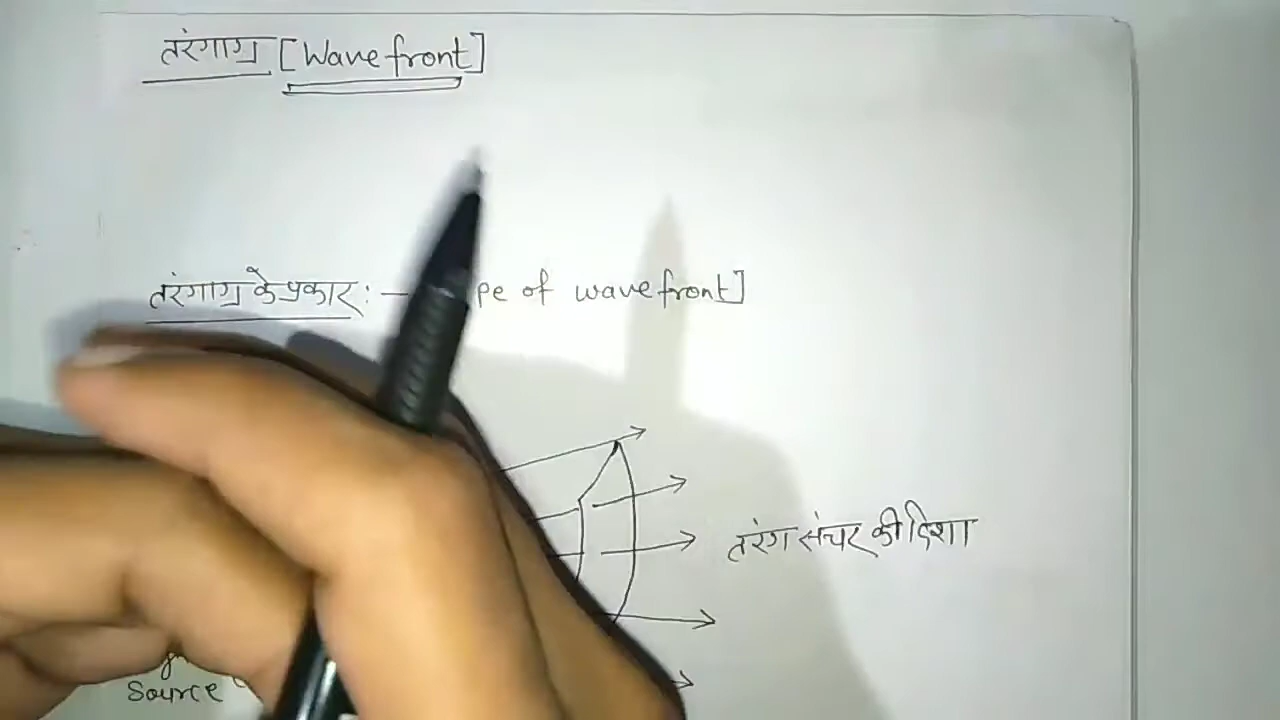 तरंगाग्र [Wave front]
तरंगाग्र के प्रकार : — pe of wave front]
तरंग संचर की दिशा
Source